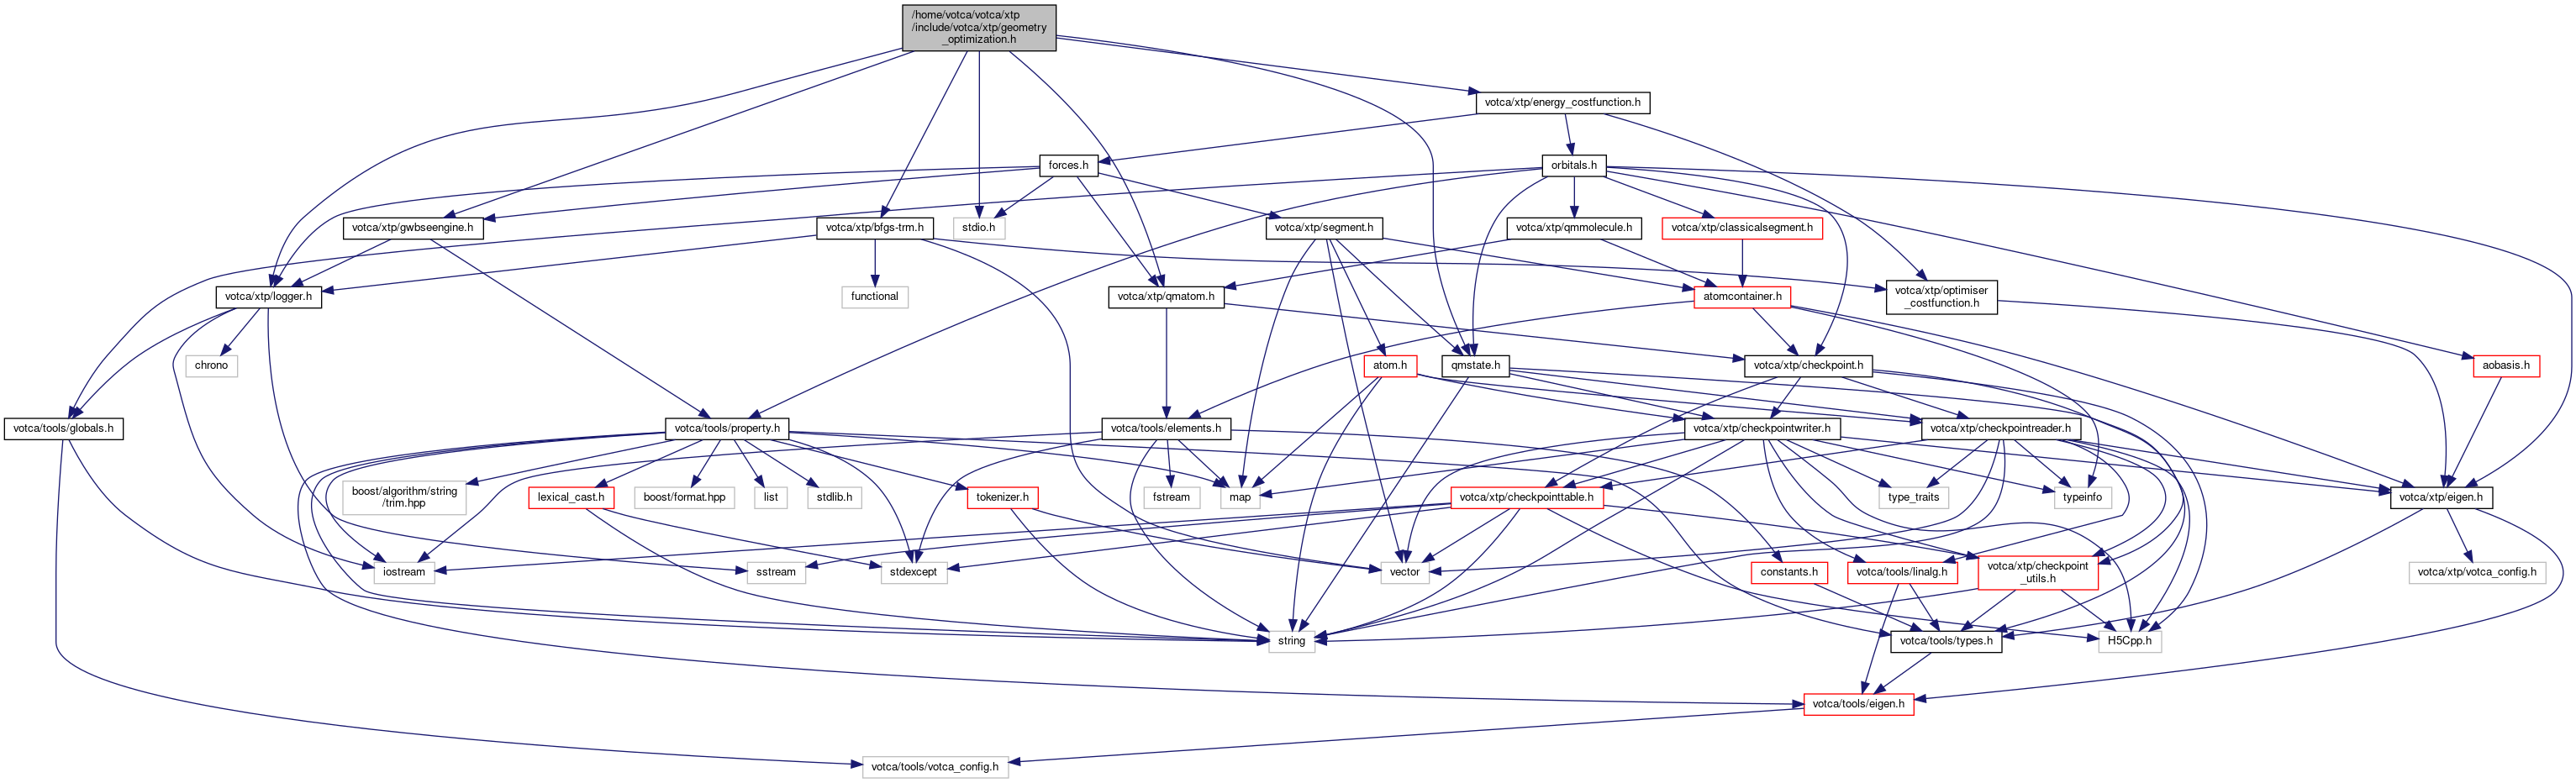 /home/votca/votca/xtp
/include/votca/xtp/geometry
_optimization.h
votca/xtp/energy_costfunction.h
forces.h
orbitals.h
votca/xtp/gwbseengine.h
votca/xtp/bfgs-trm.h
stdio.h
votca/xtp/segment.h
votca/xtp/qmmolecule.h
votca/xtp/classicalsegment.h
votca/xtp/logger.h
functional
votca/xtp/qmatom.h
atomcontainer.h
votca/xtp/optimiser
_costfunction.h
chrono
atom.h
qmstate.h
votca/xtp/checkpoint.h
aobasis.h
votca/tools/globals.h
votca/tools/property.h
votca/tools/elements.h
votca/xtp/checkpointwriter.h
votca/xtp/checkpointreader.h
boost/algorithm/string
/trim.hpp
lexical_cast.h
boost/format.hpp
list
stdlib.h
tokenizer.h
fstream
map
votca/xtp/checkpointtable.h
type_traits
typeinfo
votca/xtp/eigen.h
iostream
sstream
stdexcept
vector
constants.h
votca/tools/linalg.h
votca/xtp/checkpoint
_utils.h
votca/xtp/votca_config.h
string
votca/tools/types.h
H5Cpp.h
votca/tools/eigen.h
votca/tools/votca_config.h